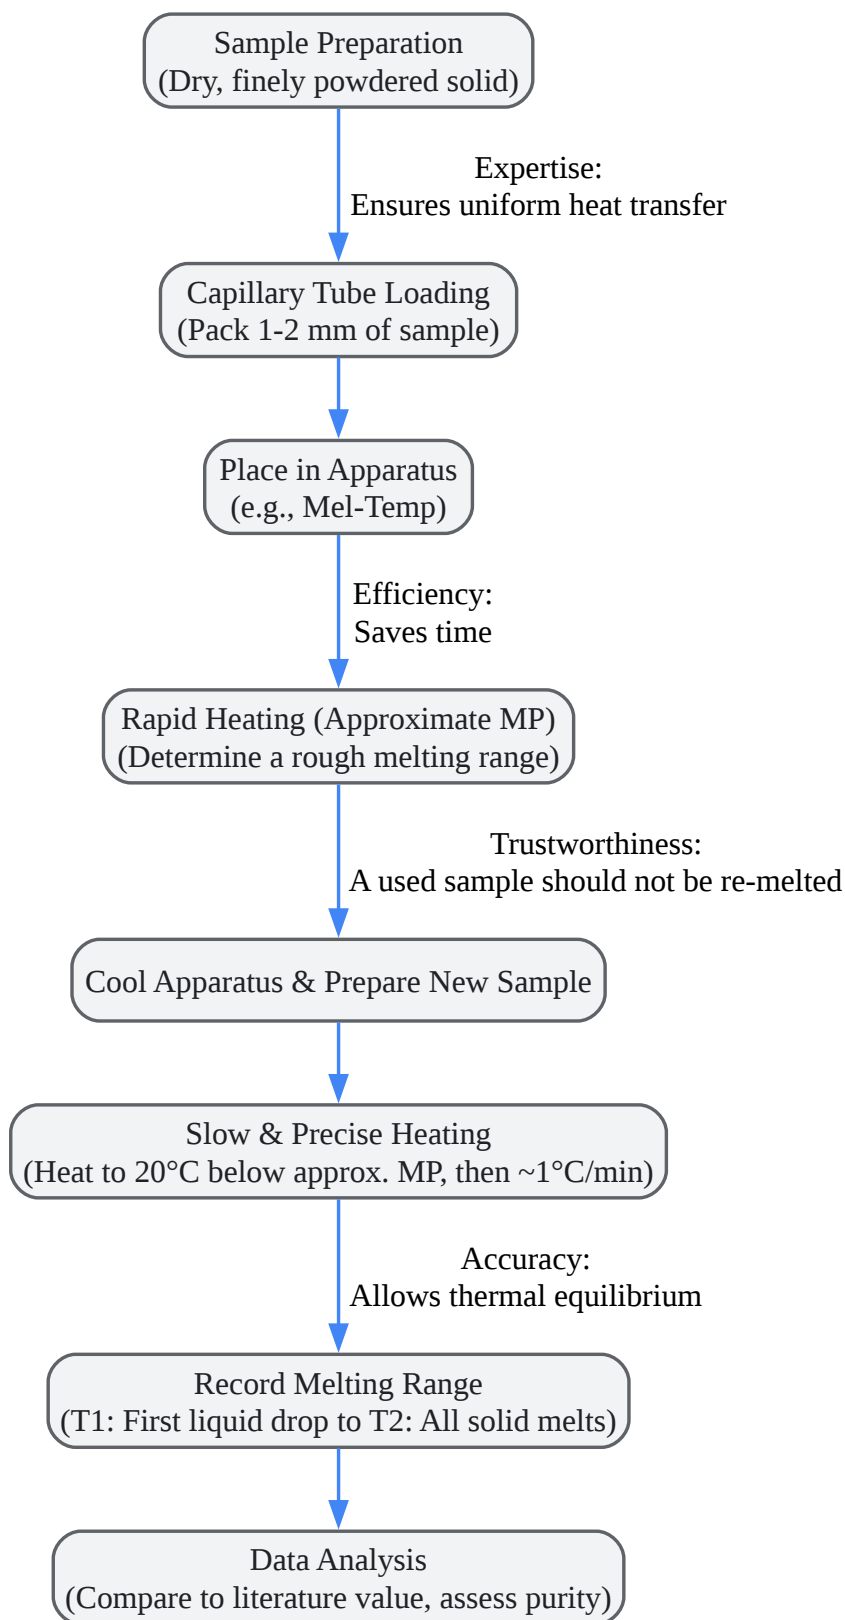 Sample Preparation
(Dry, finely powdered solid)
Expertise:
Ensures uniform heat transfer
Capillary Tube Loading
(Pack 1-2 mm of sample)
Place in Apparatus
(e.g., Mel-Temp)
Efficiency:
Saves time
Rapid Heating (Approximate MP)
(Determine a rough melting range)
Trustworthiness:
A used sample should not be re-melted
Cool Apparatus & Prepare New Sample
Slow & Precise Heating
(Heat to 20°C below approx. MP, then ~1°C/min)
Accuracy:
Allows thermal equilibrium
Record Melting Range
(T1: First liquid drop to T2: All solid melts)
Data Analysis
(Compare to literature value, assess purity)